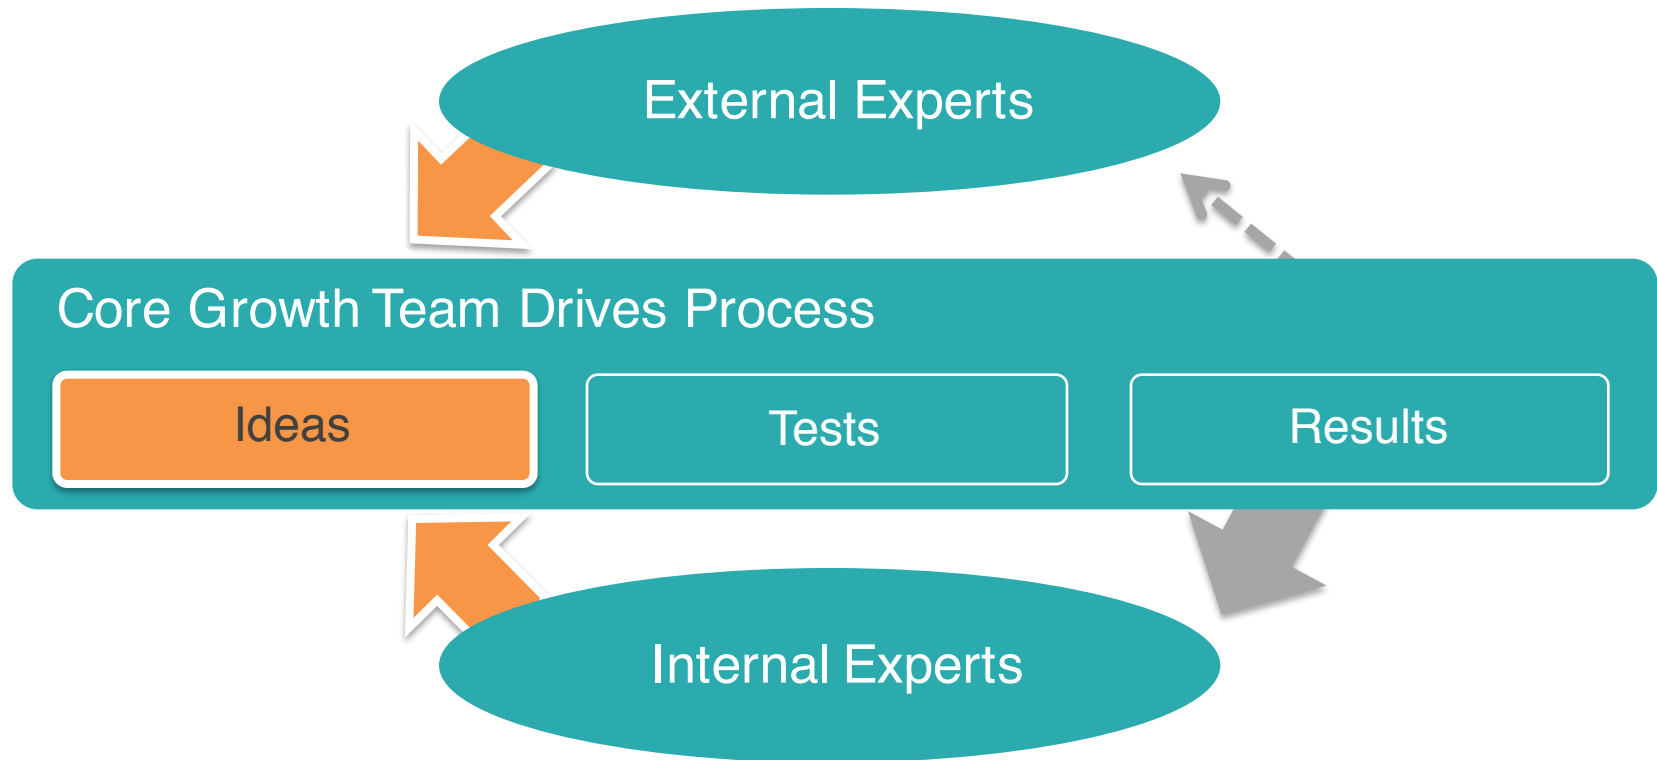 External Experts
Core Growth Team Drives Process
Ideas
Tests
Results
Internal Experts